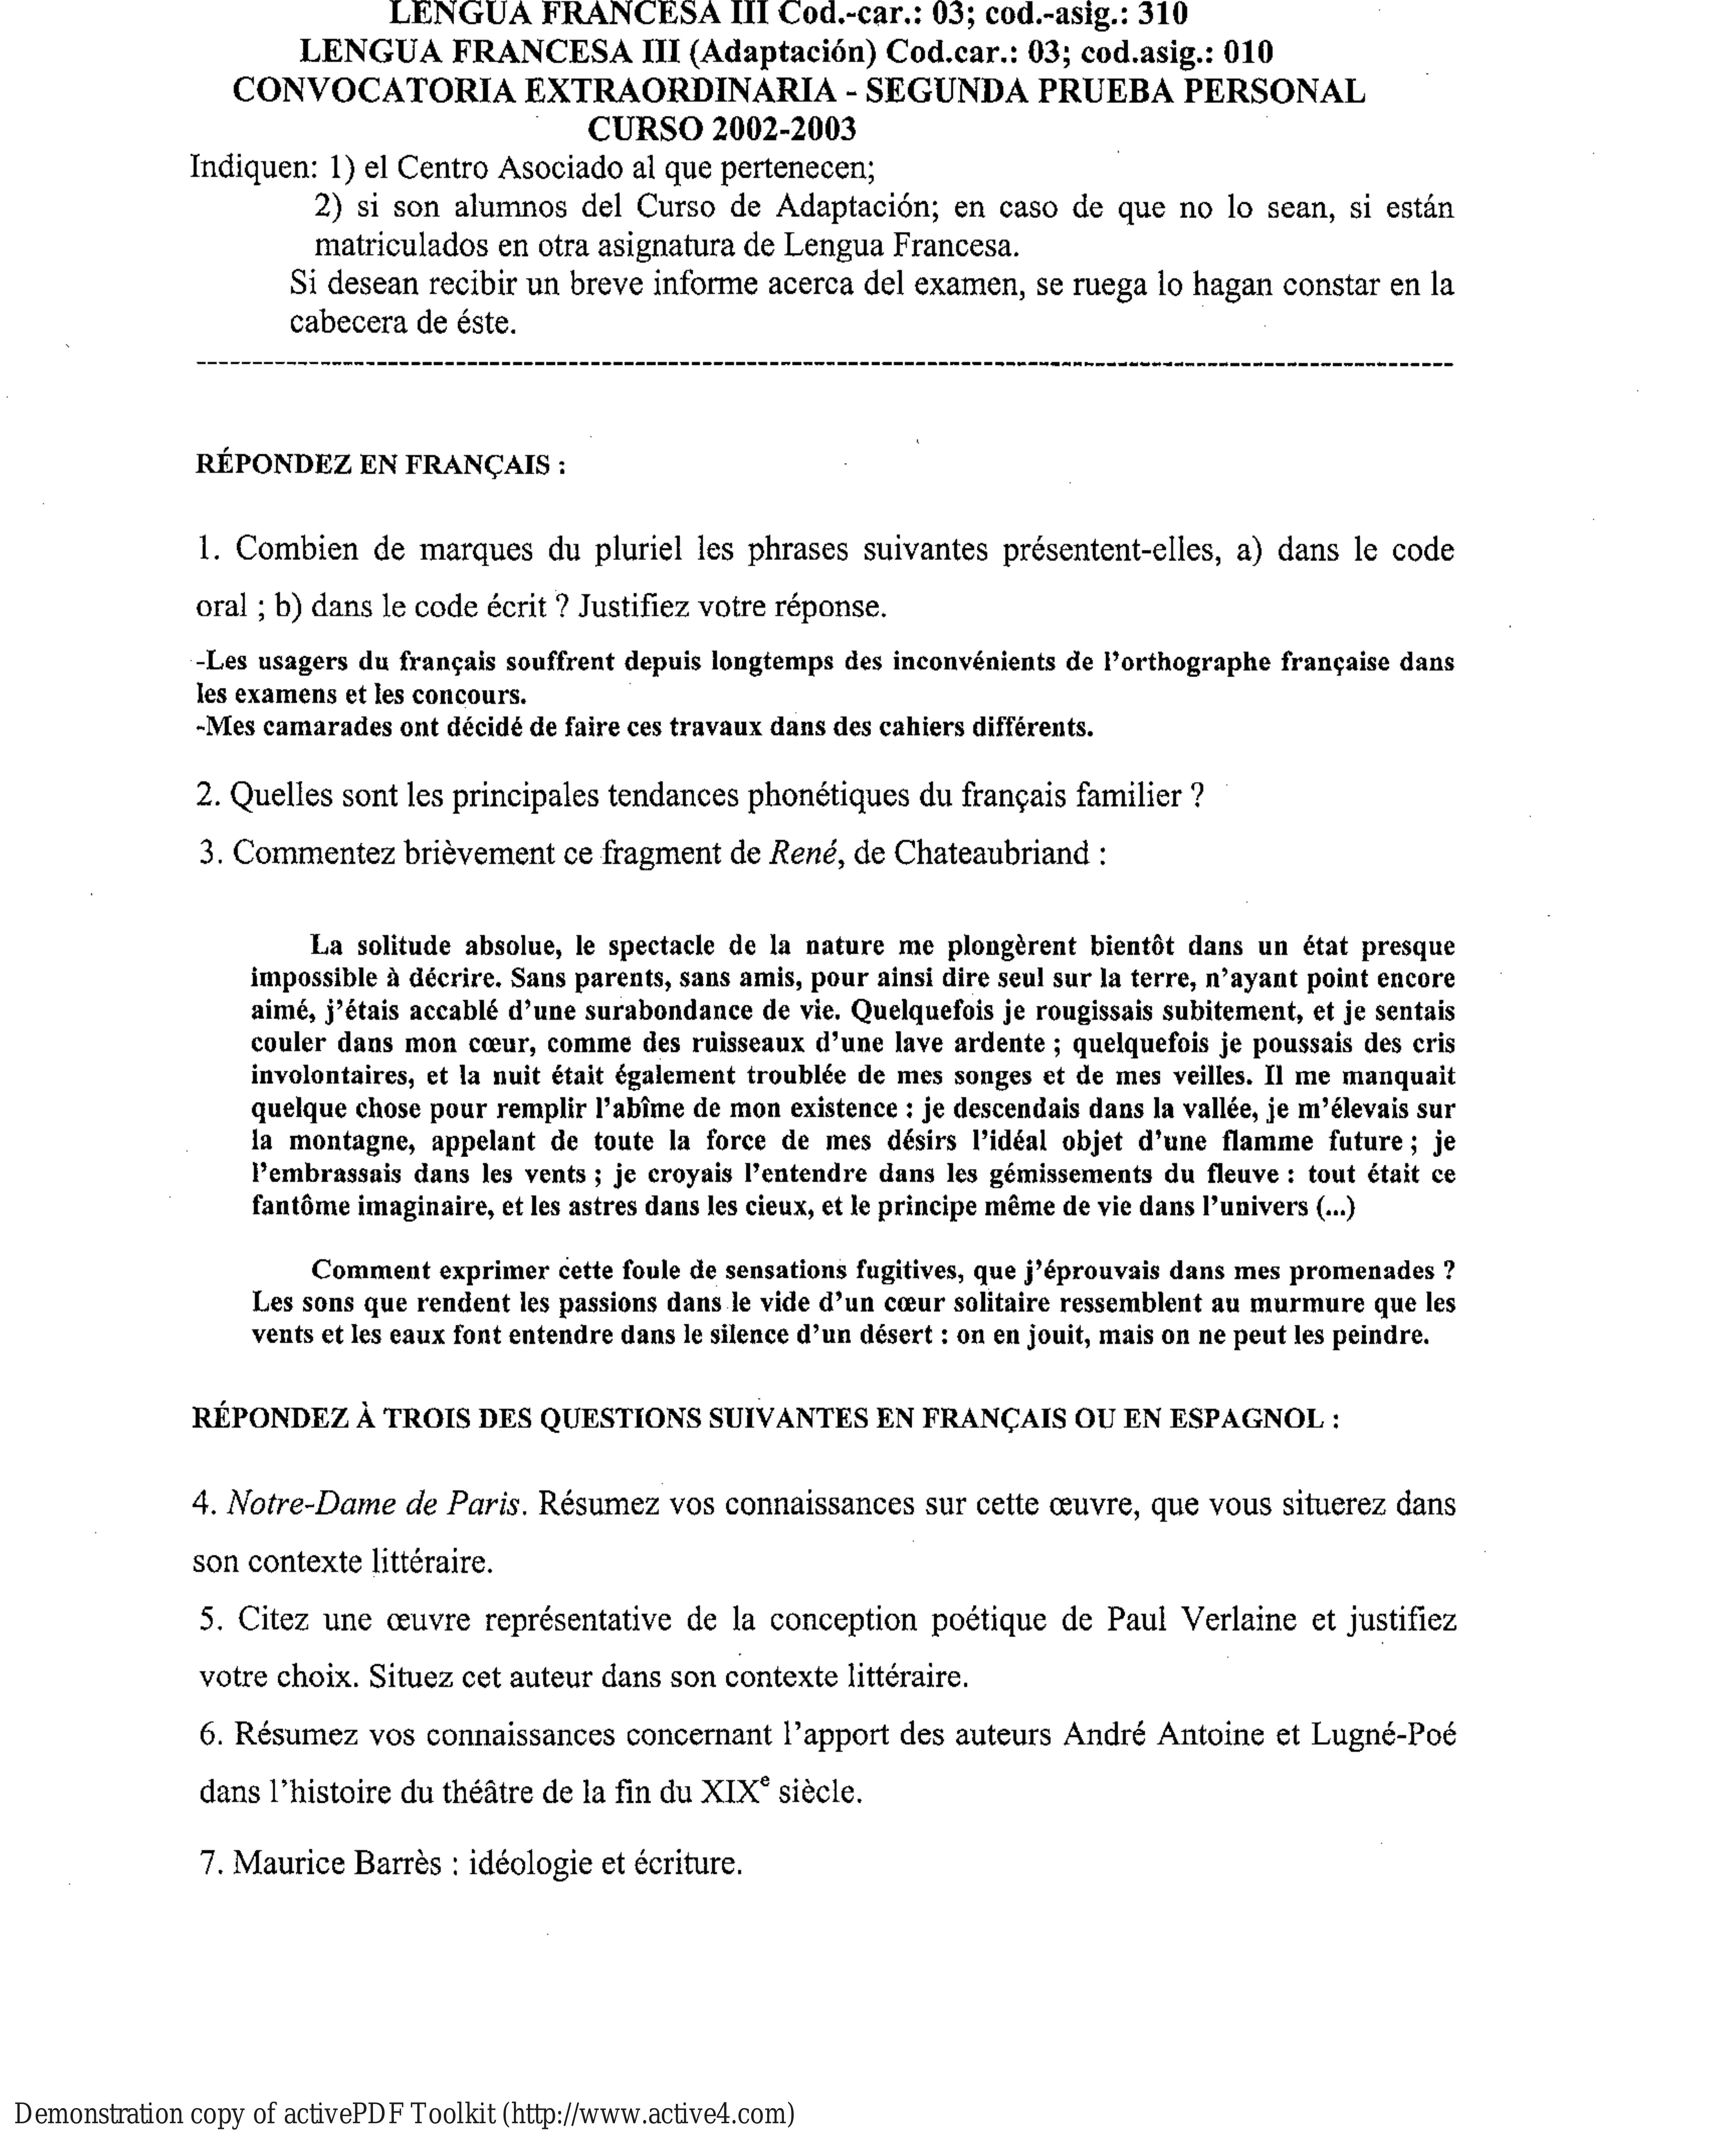 LENGUA FRANCESA III Cod.-car.: 03; cod.-asig.: 310
LENGUA FRANCESA III (Adaptación) Cod.car.: 03; cod.asig.: 010
CONVOCATORIA EXTRAORDINARIA - SEGUNDA PRUEBA PERSONAL
CURSO 2002-2003
Indiquen: 1) el Centro Asociado al que pertenecen;
2) si son alumnos del Curso de Adaptación; en caso de que no lo sean, si están
matriculados en otra asignatura de Lengua Francesa.
Si desean recibir un breve informe acerca del examen, se ruega lo hagan constar en la
cabecera de éste.
RÉPONDEZ EN FRANÇAIS :
1. Combien de marques du pluriel les phrases suivantes présentent-elles, a) dans le code
oral ; b) dans le code écrit ? Justifiez votre réponse.
-Les usagers du français souffrent depuis longtemps des inconvénients de l'orthographe française dans
les examens et les concours.
-Mes camarades ont décidé de faire ces travaux dans des cahiers différents.
2. Quelles sont les principales tendances phonétiques du français familier ?
3. Commentez brièvement ce fragment de René, de Chateaubriand :
La solitude absolue, le spectacle de la nature me plongèrent bientôt dans un état presque
impossible à décrire. Sans parents, sans amis, pour ainsi dire seul sur la terre, n'ayant point encore
aimé, j'étais accablé d'une surabondance de vie. Quelquefois je rougissais subitement, et je sentais
couler dans mon cœur, comme des ruisseaux d'une lave ardente ; quelquefois je poussais des cris
involontaires, et la nuit était également troublée de mes songes et de mes veilles. Il me manquait
quelque chose pour remplir l'abîme de mon existence : je descendais dans la vallée, je m'élevais sur
la montagne, appelant de toute la force de mes désirs l'idéal objet d'une flamme future ; je
l'embrassais dans les vents ; je croyais l'entendre dans les gémissements du fleuve : tout était ce
fantôme imaginaire, et les astres dans les cieux, et le principe même de vie dans l'univers (...)
Comment exprimer cette foule de sensations fugitives, que j'éprouvais dans mes promenades ?
Les sons que rendent les passions dans le vide d'un cœur solitaire ressemblent au murmure que les
vents et les eaux font entendre dans le silence d'un désert : on en jouit, mais on ne peut les peindre.
RÉPONDEZ À TROIS DES QUESTIONS SUIVANTES EN FRANÇAIS OU EN ESPAGNOL :
4. Notre-Dame de Paris. Résumez vos connaissances sur cette œuvre, que vous situerez dans
son contexte littéraire.
5. Citez une œuvre représentative de la conception poétique de Paul Verlaine et justifiez
votre choix. Situez cet auteur dans son contexte littéraire.
6. Résumez vos connaissances concernant l'apport des auteurs André Antoine et Lugné-Poé
dans l'histoire du théâtre de la fin du XIXe siècle.
7. Maurice Barrès : idéologie et écriture.
Demonstration copy of activePDF Toolkit (http://www.active4.com)